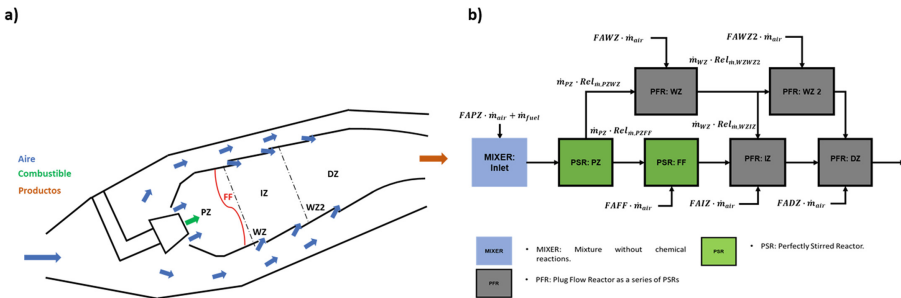 a)
Aire
Combustible
Productos
PZ
FF
IZ
DZ
WZ
WZ2
b)
FAWZ · ṁair
FAWZ2 · ṁair
ṁWZ · Relm,WZWZ2
PFR: WZ
PFR: WZ 2
ṁPZ · Relm,PZWZ
FAPZ · ṁair + ṁfuel
ṁPZ · Relm,PZFF
ṁWZ · Relm,WZIZ
MIXER: Inlet
PSR: PZ
PSR: FF
PFR: IZ
PFR: DZ
FAFF · ṁair
FAIZ · ṁair
FADZ · ṁair
MIXER
• MIXER: Mixture without chemical reactions.
PSR
• PSR: Perfectly Stirred Reactor.
PFR
• PFR: Plug Flow Reactor as a series of PSRs